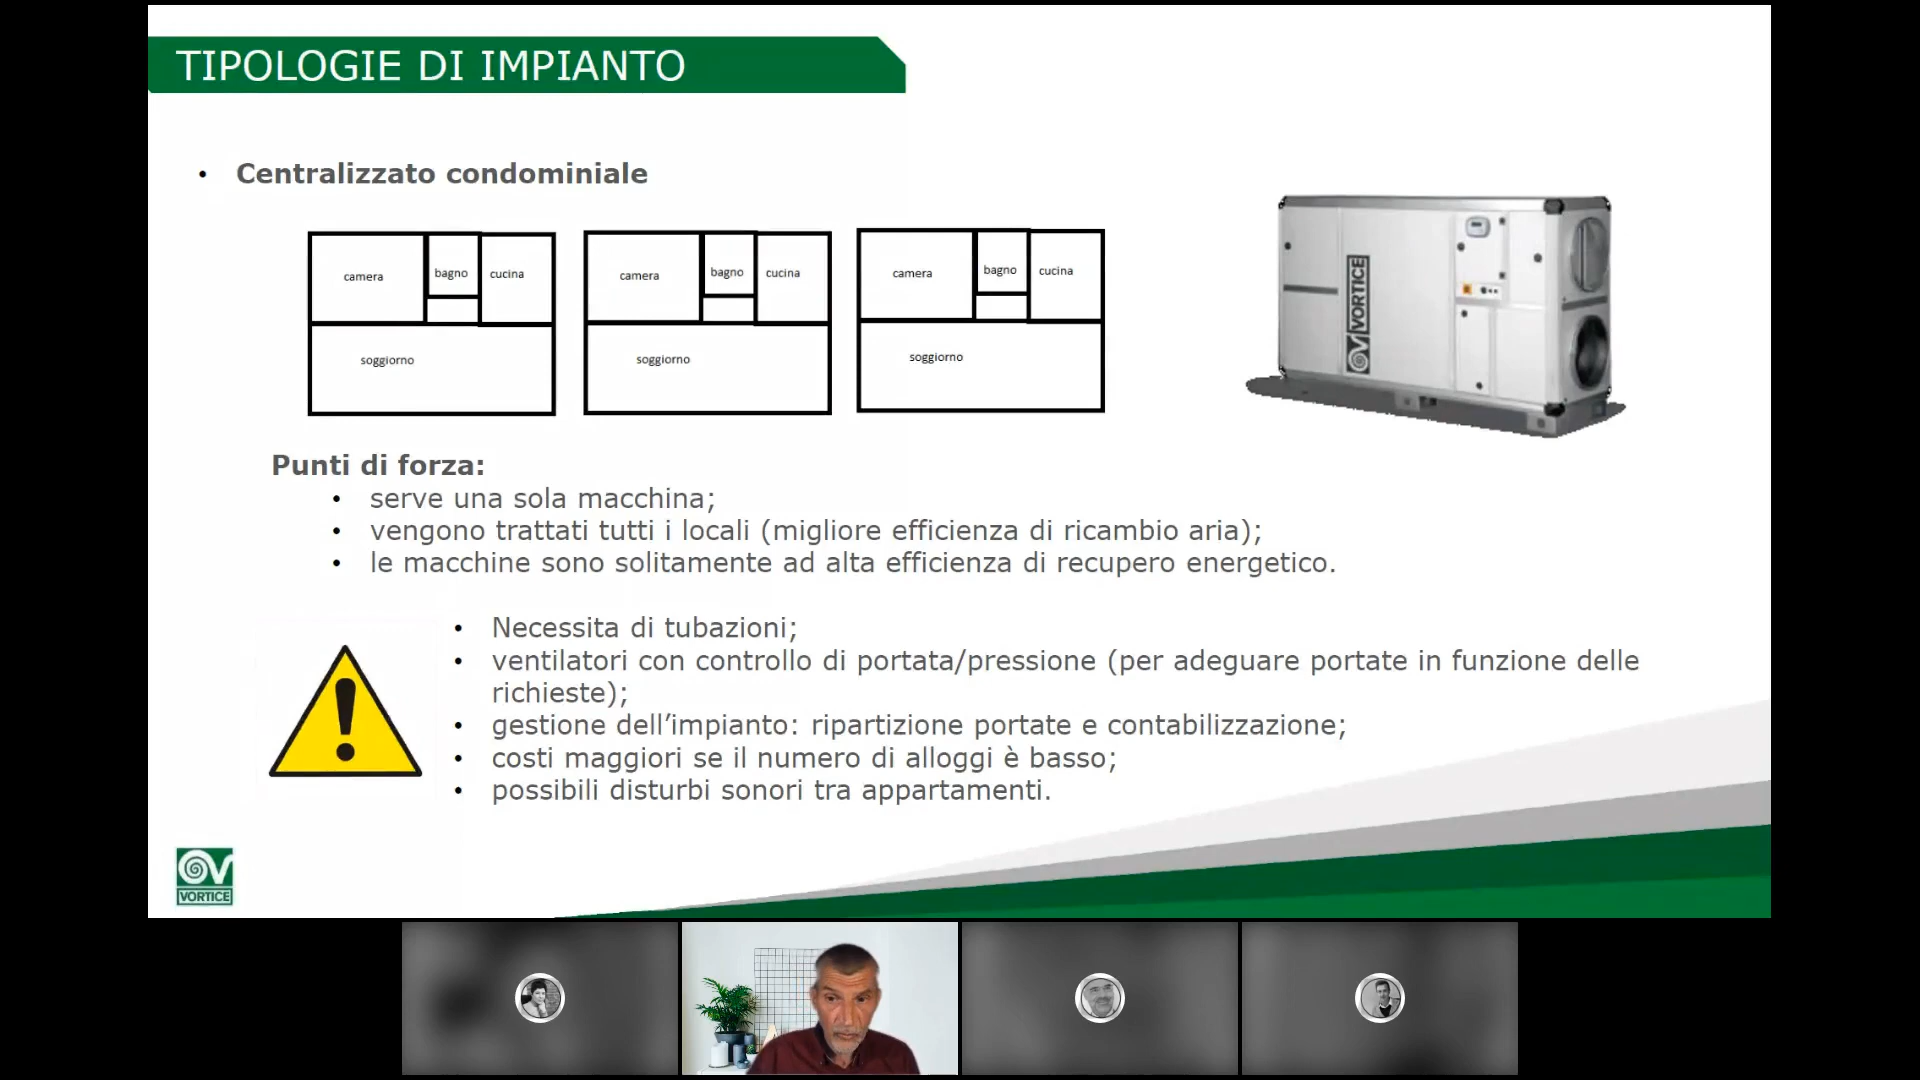 TIPOLOGIE DI IMPIANTO
• Centralizzato condominiale
camera bagno cucina
soggiorno
camera bagno cucina
soggiorno
camera bagno cucina
soggiorno
VORTICE
Punti di forza:
• serve una sola macchina;
• vengono trattati tutti i locali (migliore efficienza di ricambio aria);
• le macchine sono solitamente ad alta efficienza di recupero energetico.
• Necessita di tubazioni;
• ventilatori con controllo di portata/pressione (per adeguare portate in funzione delle
richieste);
• gestione dell’impianto: ripartizione portate e contabilizzazione;
• costi maggiori se il numero di alloggi è basso;
• possibili disturbi sonori tra appartamenti.
VORTICE